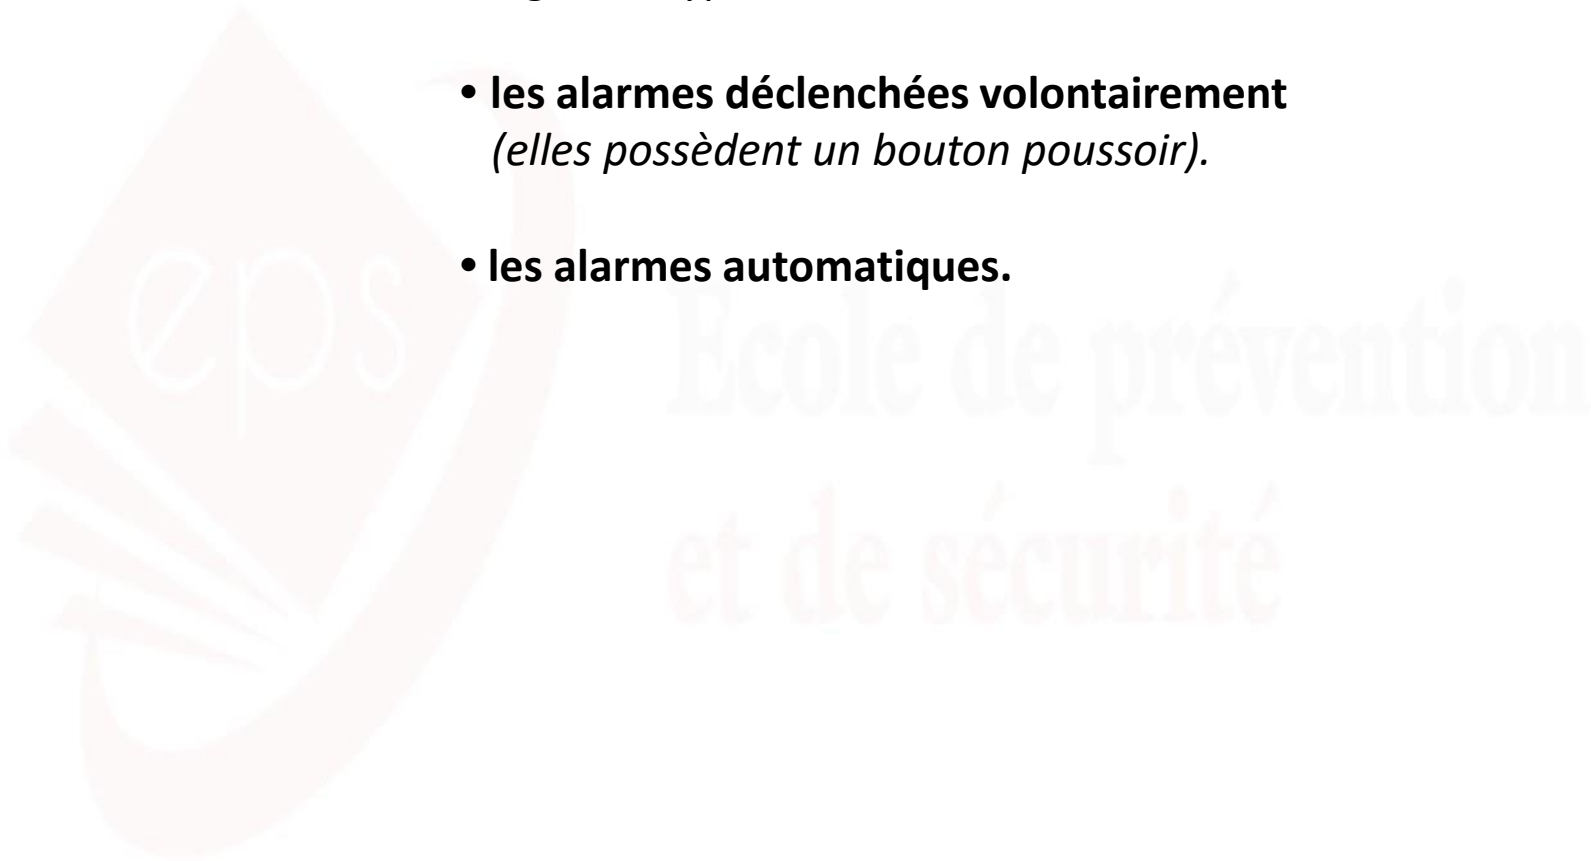 • les alarmes déclenchées volontairement
(elles possèdent un bouton poussoir).
• les alarmes automatiques.
eps
Ecole de prévention
et de sécurité